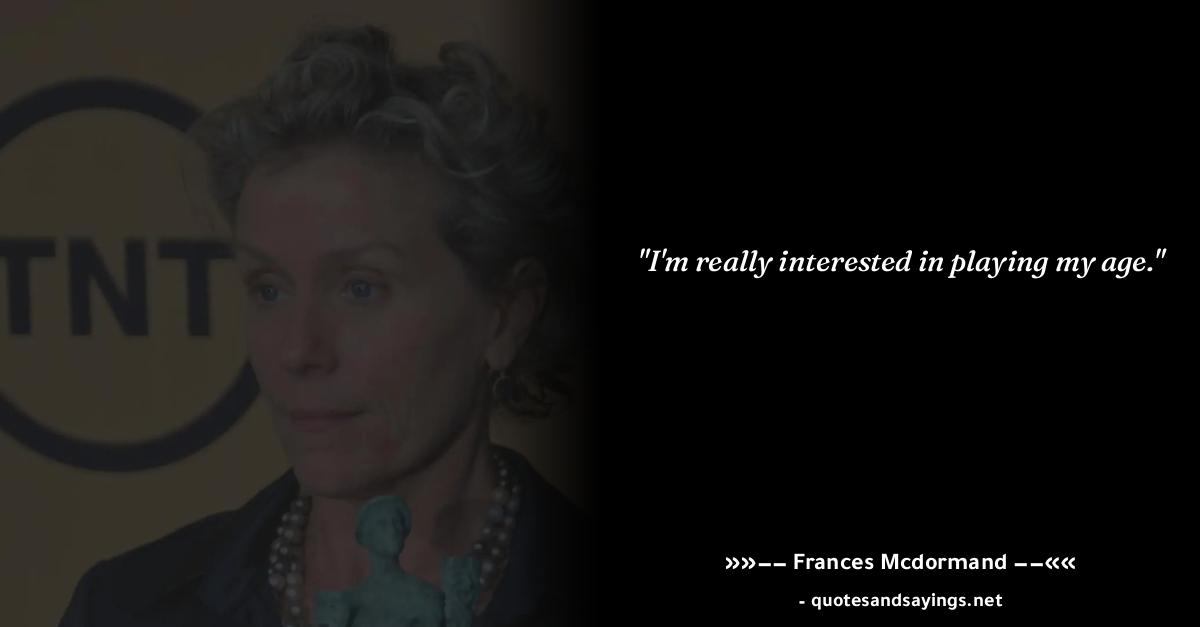 TNT
"I'm really interested in playing my age."
»»–– Frances Mcdormand ––««
- quotesandsayings.net